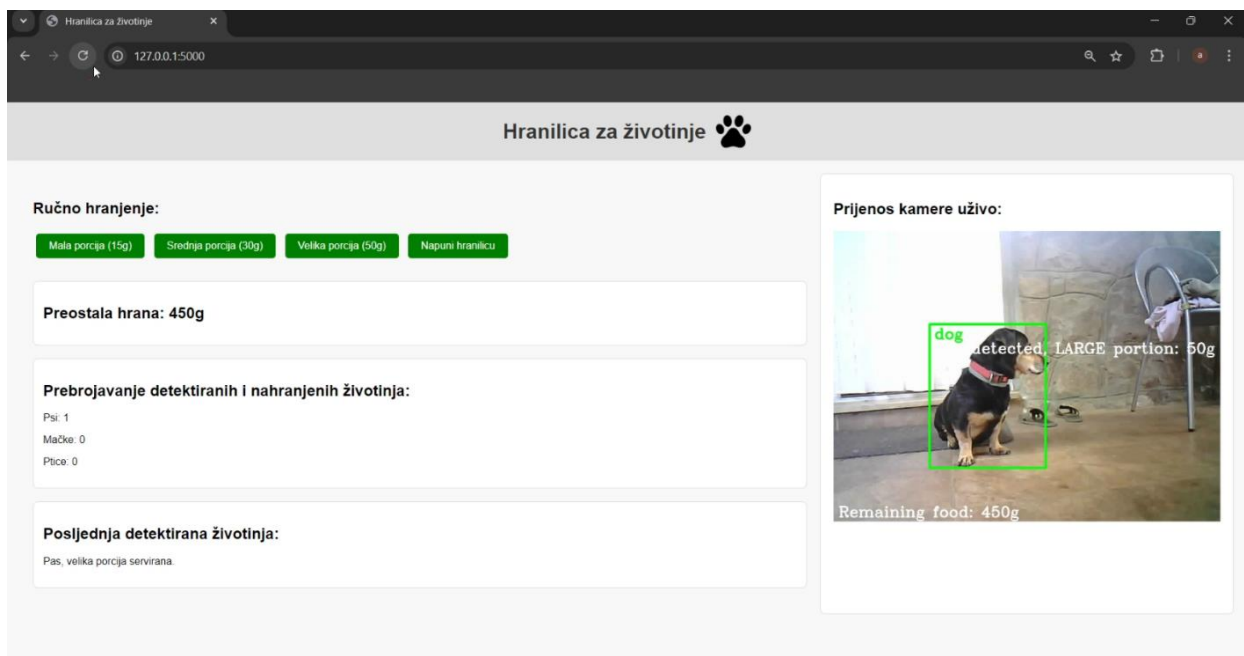 Hranilica za životinje
127.0.0.1:5000
a
Hranilica za životinje
Ručno hranjenje:
Mala porcija (15g) Srednja porcija (30g) Velika porcija (50g) Napuni hranilicu
Preostala hrana: 450g
Prebrojavanje detektiranih i nahranjenih životinja:
Psi: 1
Mačke: 0
Ptice: 0
Posljednja detektirana životinja:
Pas, velika porcija servirana.
Prijenos kamere uživo:
dog
detected, LARGE portion: 50g
Remaining food: 450g